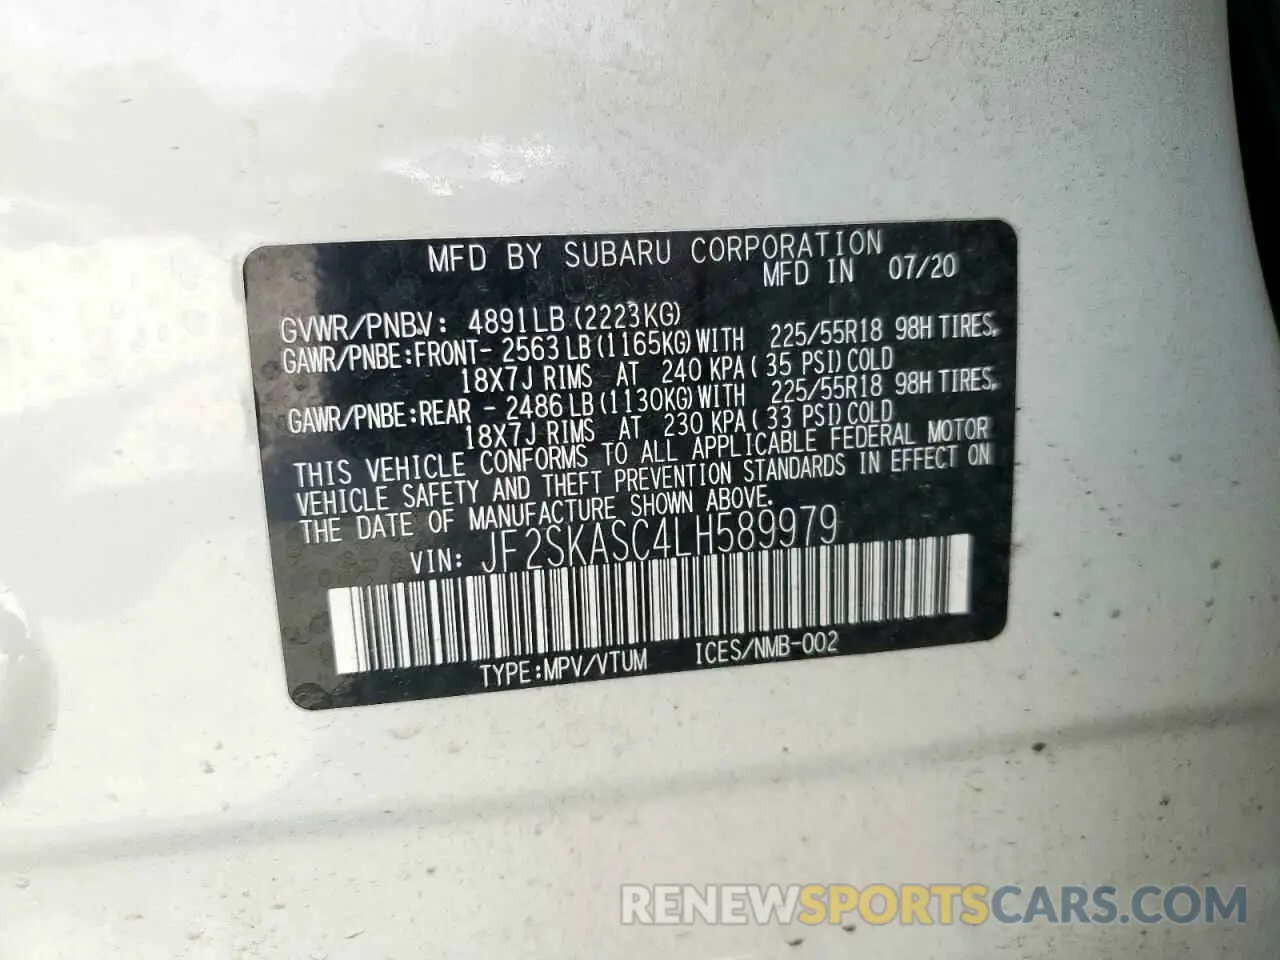 MFD BY SUBARU CORPORATION
MFD IN 07/20
GVWR/PNBV: 4891LB (2223KG)
GAWR/PNBE:FRONT- 2563 LB (1165KG) WITH 225/55R18 98H TIRES,
18X7J RIMS AT 240 KPA ( 35 PSI) COLD
GAWR/PNBE:REAR - 2486 LB (1130KG) WITH 225/55R18 98H TIRES,
18X7J RIMS AT 230 KPA ( 33 PSI) COLD
THIS VEHICLE CONFORMS TO ALL APPLICABLE FEDERAL MOTOR
VEHICLE SAFETY AND THEFT PREVENTION STANDARDS IN EFFECT ON
THE DATE OF MANUFACTURE SHOWN ABOVE.
VIN: JF2SKASC4LH589979
TYPE:MPV/VTUM ICES/NMB-002
RENEWSPORTSCARS.COM